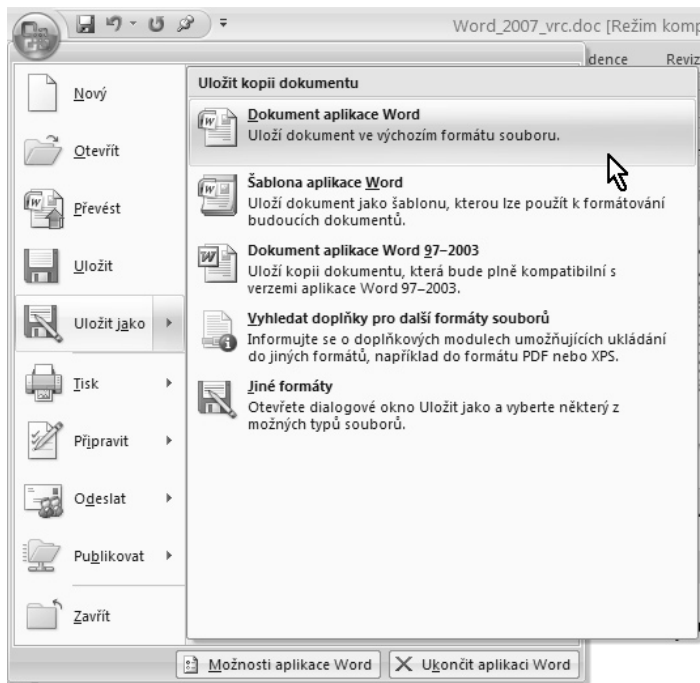 Word_2007_vrc.doc [Režim komp
dence Reviz
Nový
Otevřít
Převést
Uložit
Uložit jako
Tisk
Připravit
Odeslat
Publikovat
Zavřít
Uložit kopii dokumentu
Dokument aplikace Word
Uloží dokument ve výchozím formátu souboru.
Šablona aplikace Word
Uloží dokument jako šablonu, kterou lze použít k formátování
budoucích dokumentů.
Dokument aplikace Word 97–2003
Uloží kopii dokumentu, která bude plně kompatibilní s
verzemi aplikace Word 97–2003.
Vyhledat doplňky pro další formáty souborů
Informujte se o doplňkových modulech umožňujících ukládání
do jiných formátů, například do formátu PDF nebo XPS.
Jiné formáty
Otevřete dialogové okno Uložit jako a vyberte některý z
možných typů souborů.
Možnosti aplikace Word
Ukončit aplikaci Word